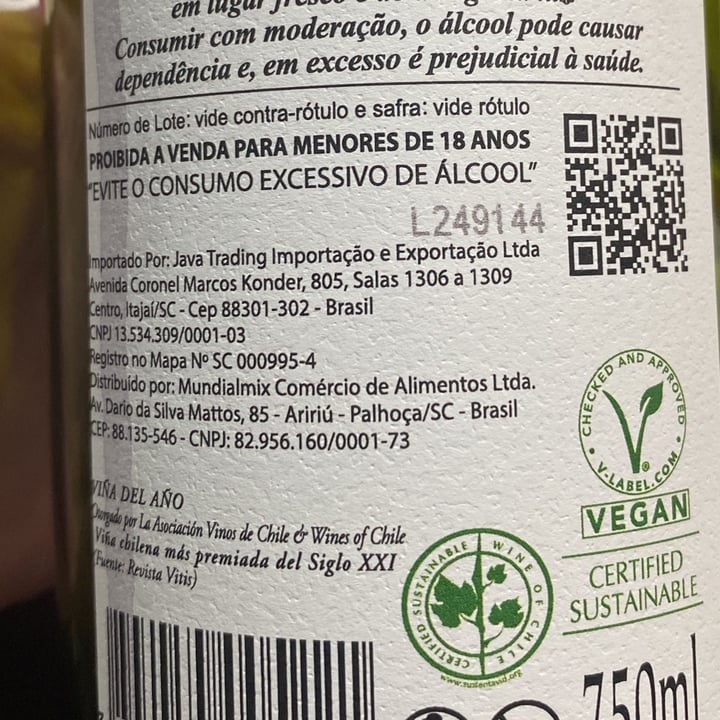 em lugar fresco e
Consumir com moderação, o álcool pode causar
dependência e, em excesso é prejudicial à saúde.
Número de Lote: vide contra-rótulo e safra: vide rótulo
PROIBIDA A VENDA PARA MENORES DE 18 ANOS
"EVITE O CONSUMO EXCESSIVO DE ÁLCOOL"
L249144
Importado Por: Java Trading Importação e Exportação Ltda
Avenida Coronel Marcos Konder, 805, Salas 1306 a 1309
Centro, Itajaí/SC - Cep 88301-302 - Brasil
CNPJ 13.534.309/0001-03
Registro no Mapa Nº SC 000995-4
Distribuído por: Mundialmix Comércio de Alimentos Ltda.
Av. Dario da Silva Mattos, 85 - Aririú - Palhoça/SC - Brasil
CEP: 88.135-546 - CNPJ: 82.956.160/0001-73
CHECKED AND APPROVED
V-LABEL.COM
VEGAN
VIÑA DEL AÑO
Otorgado por La Asociación Vinos de Chile & Wines of Chile
Viña chilena más premiada del Siglo XXI
(Fuente: Revista Vitis)
CERTIFIED
SUSTAINABLE
CERTIFIED SUSTAINABLE WINE OF CHILE
www.sustentavid.org
750ml